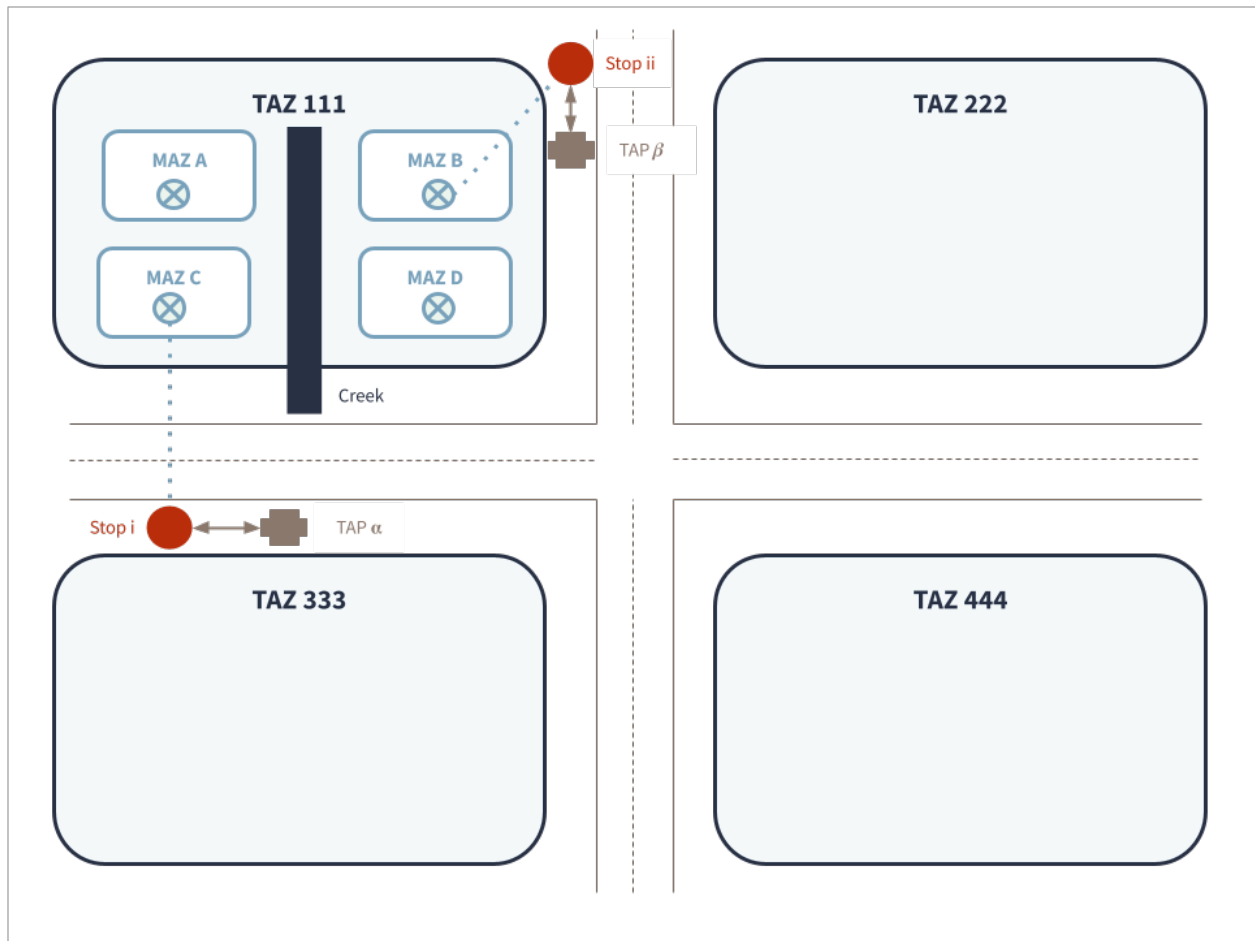 Stop ii
TAZ 111
TAZ 222
TAP β
MAZ A
MAZ B
MAZ C
MAZ D
Creek
Stop i
TAP α
TAZ 333
TAZ 444